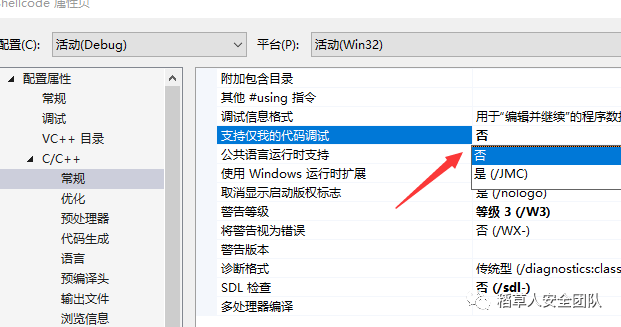 Shellcode 属性页
配置(C): 活动(Debug) 平台(P): 活动(Win32)
配置属性
常规
调试
VC++ 目录
C/C++
常规
优化
预处理器
代码生成
语言
预编译头
输出文件
浏览信息
附加包含目录
其他 #using 指令
调试信息格式 用于“编辑并继续”的程序数据
支持仅我的代码调试 否
公共语言运行时支持 否
使用 Windows 运行时扩展 是 (/JMC)
取消显示启动版权标志 是 (/nologo)
警告等级 等级 3 (/W3)
将警告视为错误 否 (/WX-)
警告版本
诊断格式 传统型 (/diagnostics:class
SDL 检查 否 (/sdl-)
多处理器编译
稻草人安全团队